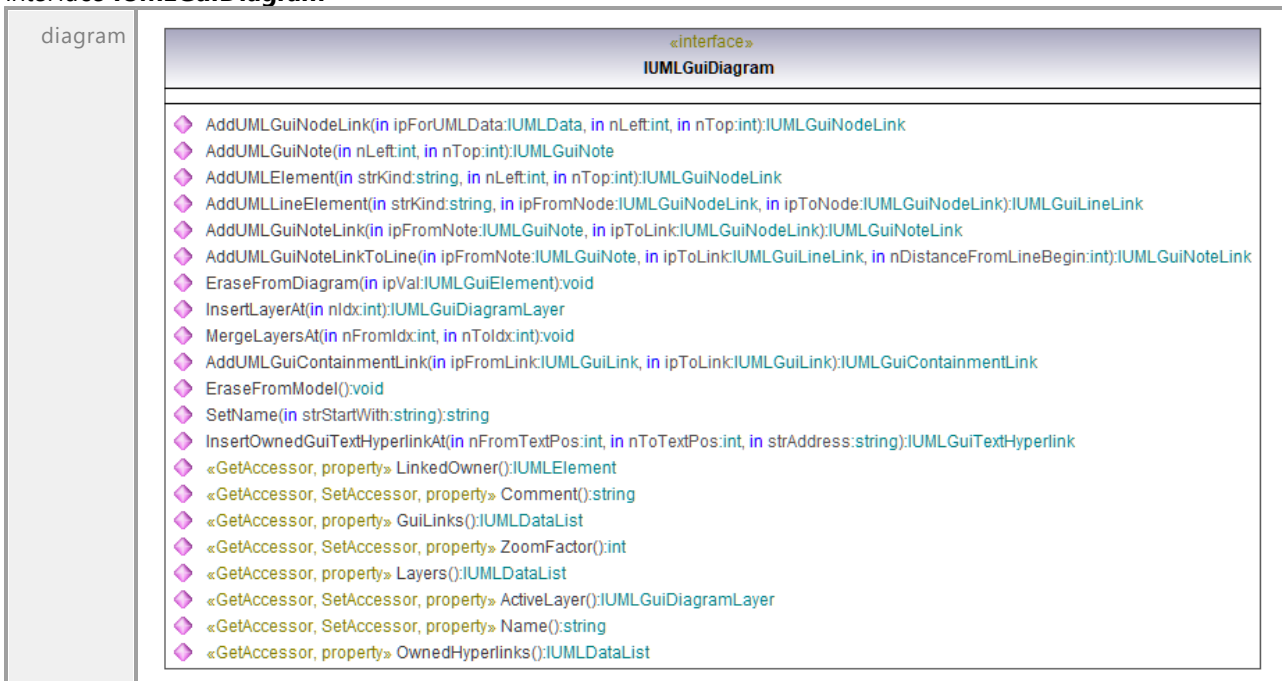 interface IUMLGuiDiagram
diagram
«interface»
IUMLGuiDiagram
AddUMLGuiNodeLink(in ipForUMLData:IUMLData, in nLeft:int, in nTop:int):IUMLGuiNodeLink
AddUMLGuiNote(in nLeft:int, in nTop:int):IUMLGuiNote
AddUMLElement(in strKind:string, in nLeft:int, in nTop:int):IUMLGuiNodeLink
AddUMLLineElement(in strKind:string, in ipFromNode:IUMLGuiNodeLink, in ipToNode:IUMLGuiNodeLink):IUMLGuiLineLink
AddUMLGuiNoteLink(in ipFromNote:IUMLGuiNote, in ipToLink:IUMLGuiNodeLink):IUMLGuiNoteLink
AddUMLGuiNoteLinkToLine(in ipFromNote:IUMLGuiNote, in ipToLink:IUMLGuiLineLink, in nDistanceFromLineBegin:int):IUMLGuiNoteLink
EraseFromDiagram(in ipVal:IUMLGuiElement):void
InsertLayerAt(in nIdx:int):IUMLGuiDiagramLayer
MergeLayersAt(in nFromIdx:int, in nToIdx:int):void
AddUMLGuiContainmentLink(in ipFromLink:IUMLGuiLink, in ipToLink:IUMLGuiLink):IUMLGuiContainmentLink
EraseFromModel():void
SetName(in strStartWith:string):string
InsertOwnedGuiTextHyperlinkAt(in nFromTextPos:int, in nToTextPos:int, in strAddress:string):IUMLGuiTextHyperlink
«GetAccessor, property» LinkedOwner():IUMLElement
«GetAccessor, SetAccessor, property» Comment():string
«GetAccessor, property» GuiLinks():IUMLDataList
«GetAccessor, SetAccessor, property» ZoomFactor():int
«GetAccessor, property» Layers():IUMLDataList
«GetAccessor, SetAccessor, property» ActiveLayer():IUMLGuiDiagramLayer
«GetAccessor, SetAccessor, property» Name():string
«GetAccessor, property» OwnedHyperlinks():IUMLDataList